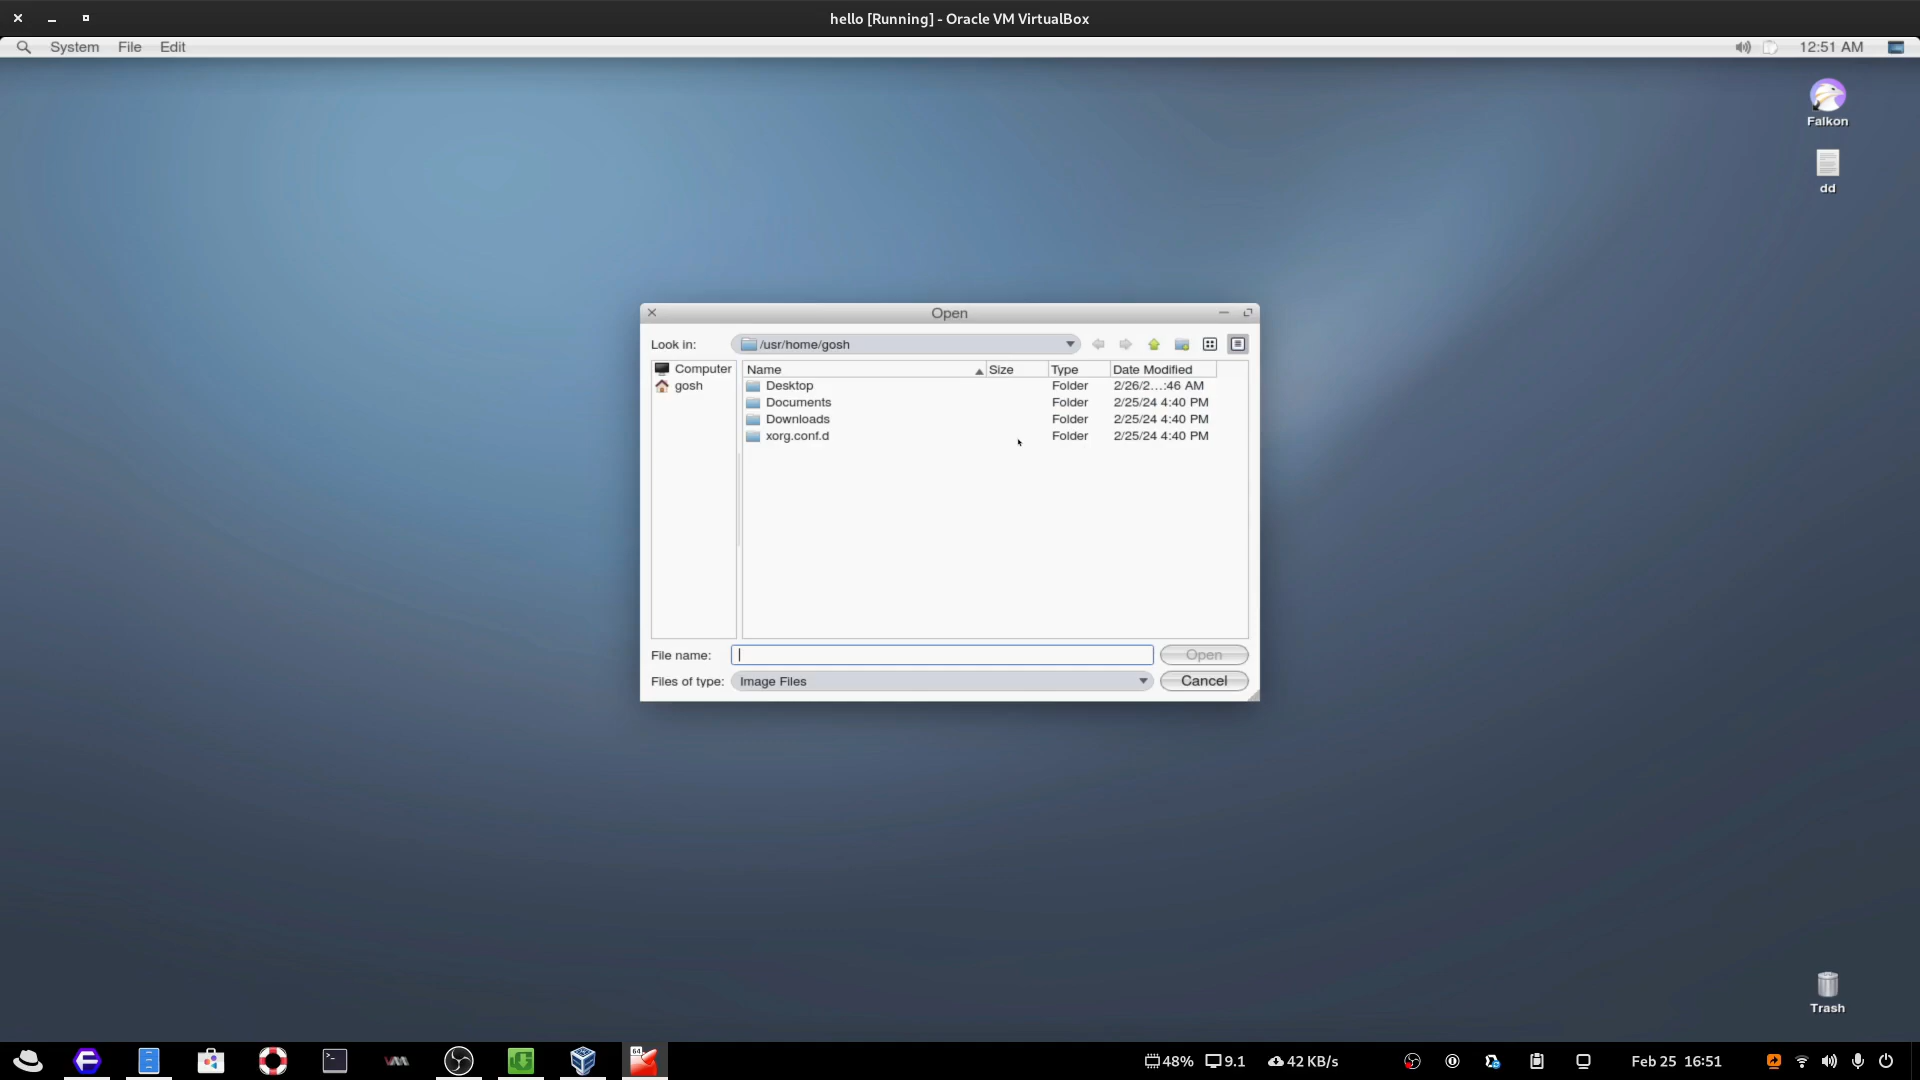 hello [Running] - Oracle VM VirtualBox
System File Edit 12:51 AM
Falkon
dd
Open
Look in: /usr/home/gosh
Computer
gosh
Name Size Type Date Modified
Desktop Folder 2/26/2...:46 AM
Documents Folder 2/25/24 4:40 PM
Downloads Folder 2/25/24 4:40 PM
xorg.conf.d Folder 2/25/24 4:40 PM
File name: Open
Files of type: Image Files Cancel
Trash
64
48% 9.1 42 KB/s Feb 25 16:51